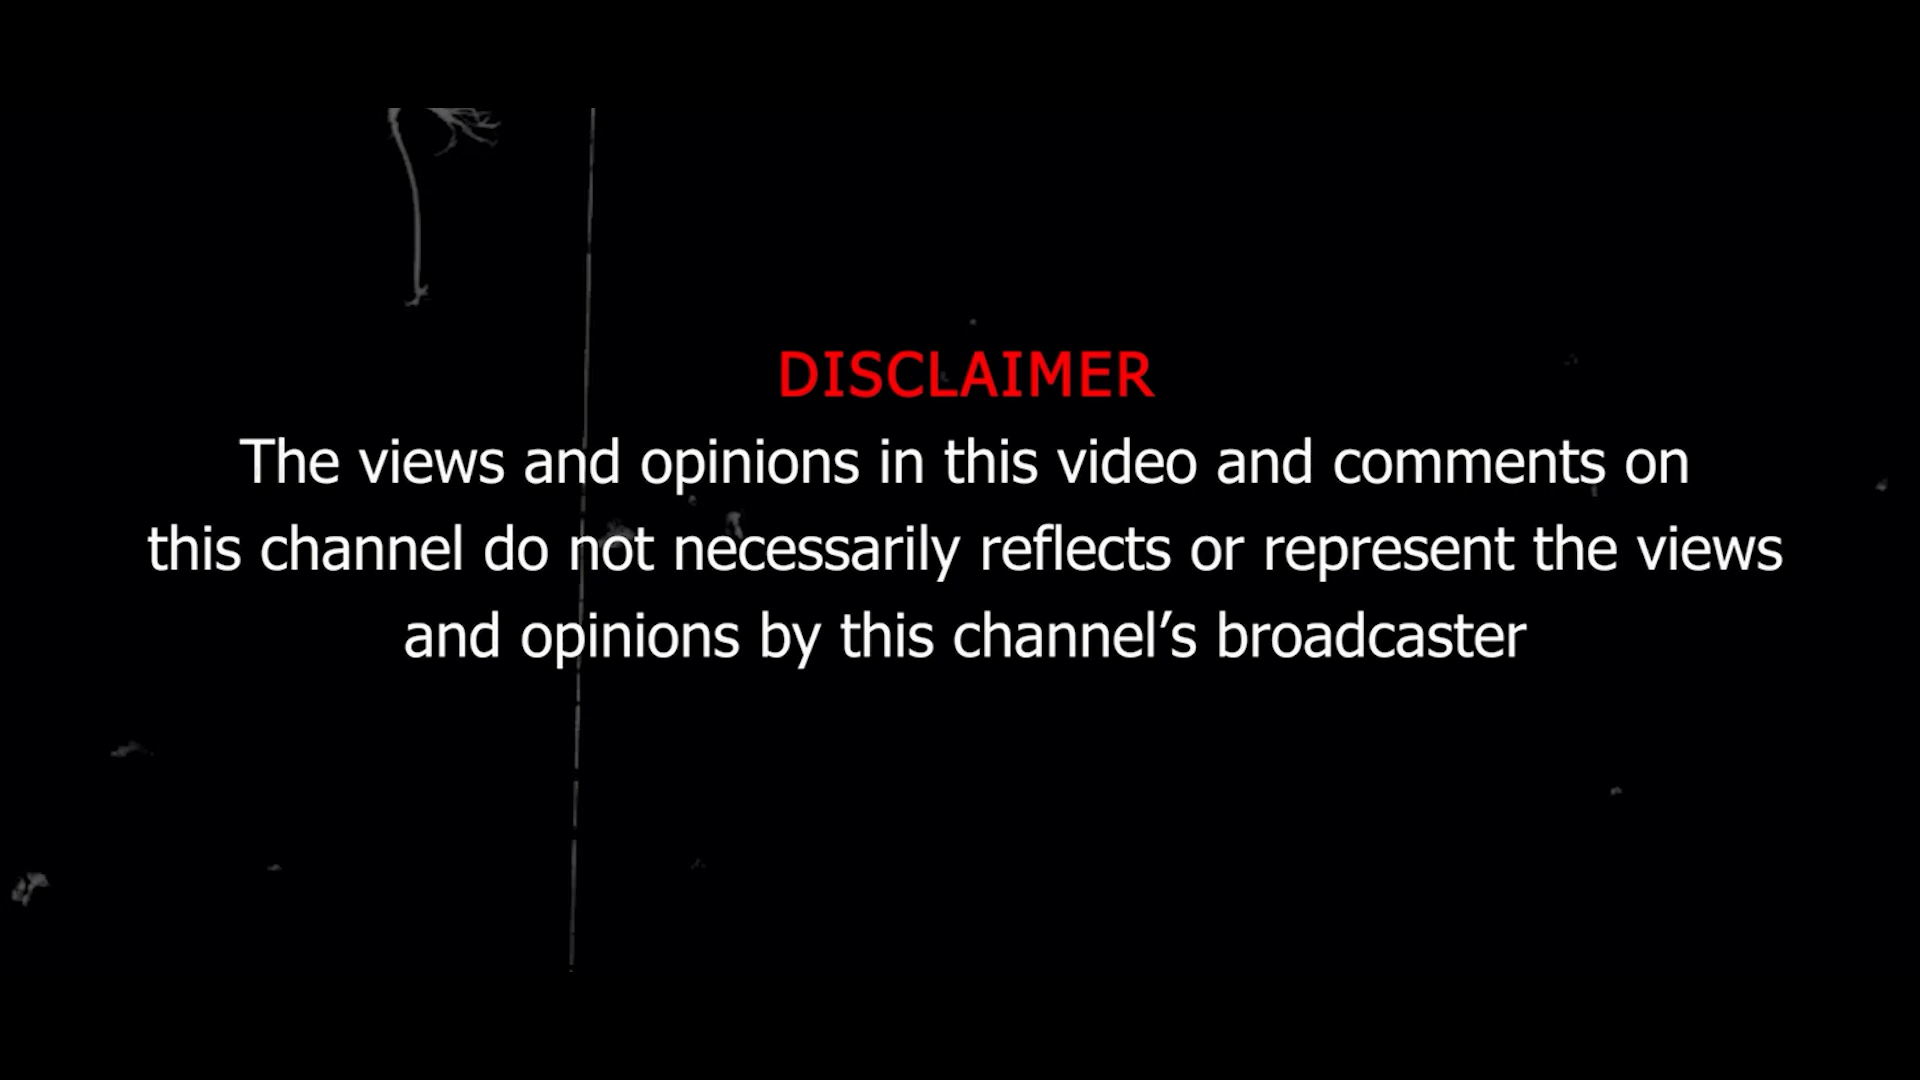 DISCLAIMER
The views and opinions in this video and comments on
this channel do not necessarily reflects or represent the views
and opinions by this channel’s broadcaster